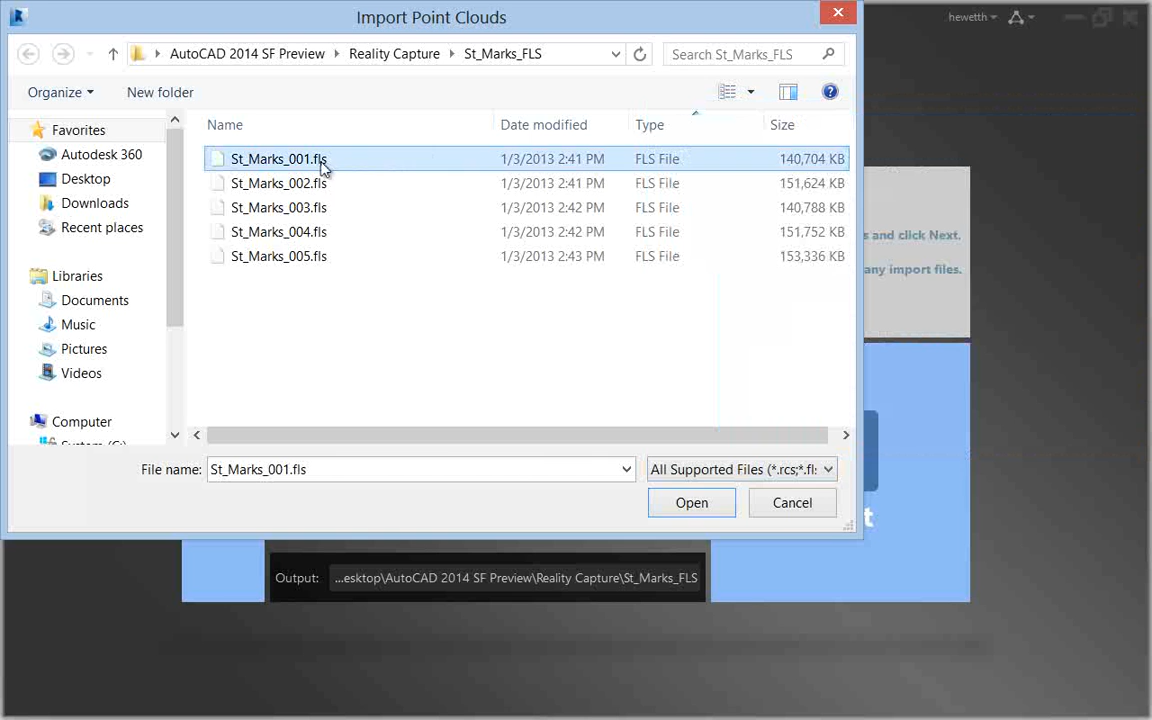 Import Point Clouds
hewetth
AutoCAD 2014 SF Preview Reality Capture St_Marks_FLS
Search St_Marks_FLS
Organize New folder
Favorites
Autodesk 360
Desktop
Downloads
Recent places
Libraries
Documents
Music
Pictures
Videos
Computer
Name Date modified Type Size
St_Marks_001.fls 1/3/2013 2:41 PM FLS File 140,704 KB
St_Marks_002.fls 1/3/2013 2:41 PM FLS File 151,624 KB
St_Marks_003.fls 1/3/2013 2:42 PM FLS File 140,788 KB
St_Marks_004.fls 1/3/2013 2:42 PM FLS File 151,752 KB
St_Marks_005.fls 1/3/2013 2:43 PM FLS File 153,336 KB
s and click Next.
any import files.
File name: St_Marks_001.fls All Supported Files (*.rcs;*.fl
Open Cancel
t
Output: ...esktop\AutoCAD 2014 SF Preview\Reality Capture\St_Marks_FLS